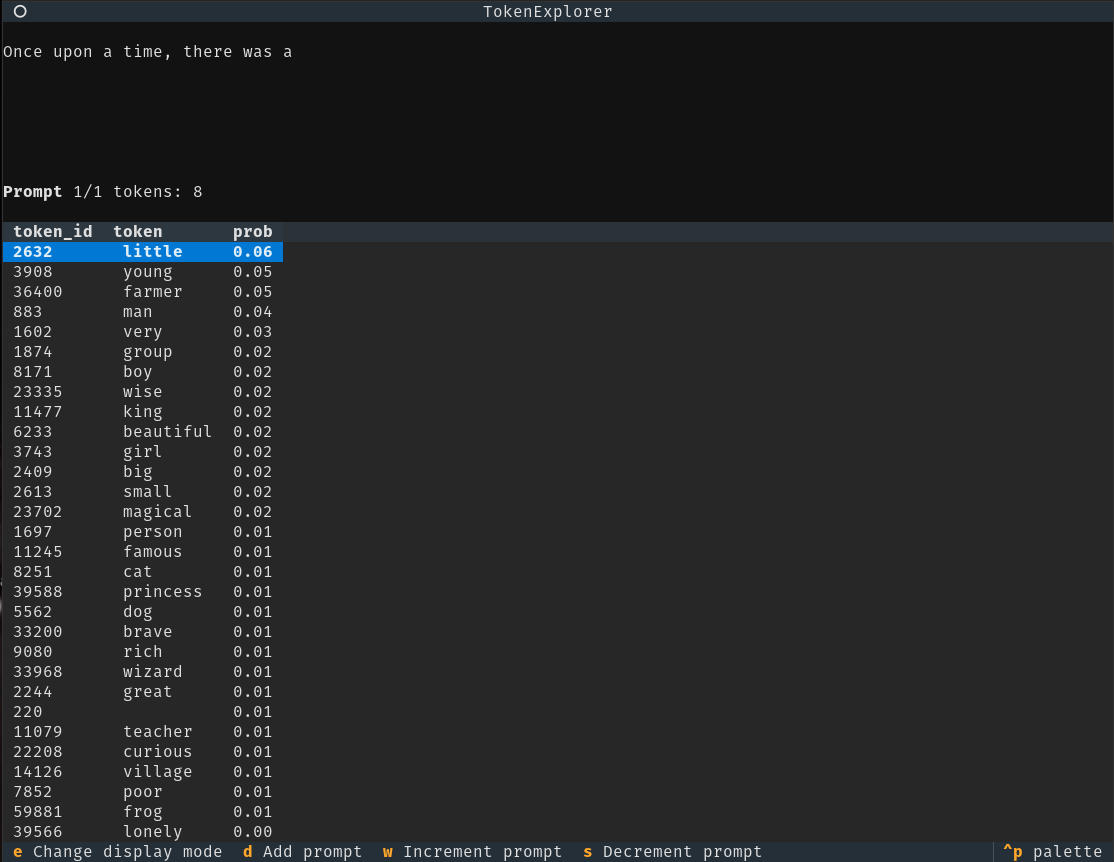 TokenExplorer
Once upon a time, there was a
Prompt 1/1 tokens: 8
token_id token prob
2632 little 0.06
3908 young 0.05
36400 farmer 0.05
883 man 0.04
1602 very 0.03
1874 group 0.02
8171 boy 0.02
23335 wise 0.02
11477 king 0.02
6233 beautiful 0.02
3743 girl 0.02
2409 big 0.02
2613 small 0.02
23702 magical 0.02
1697 person 0.01
11245 famous 0.01
8251 cat 0.01
39588 princess 0.01
5562 dog 0.01
33200 brave 0.01
9080 rich 0.01
33968 wizard 0.01
2244 great 0.01
220 0.01
11079 teacher 0.01
22208 curious 0.01
14126 village 0.01
7852 poor 0.01
59881 frog 0.01
39566 lonely 0.00
e Change display mode d Add prompt w Increment prompt s Decrement prompt ^p palette